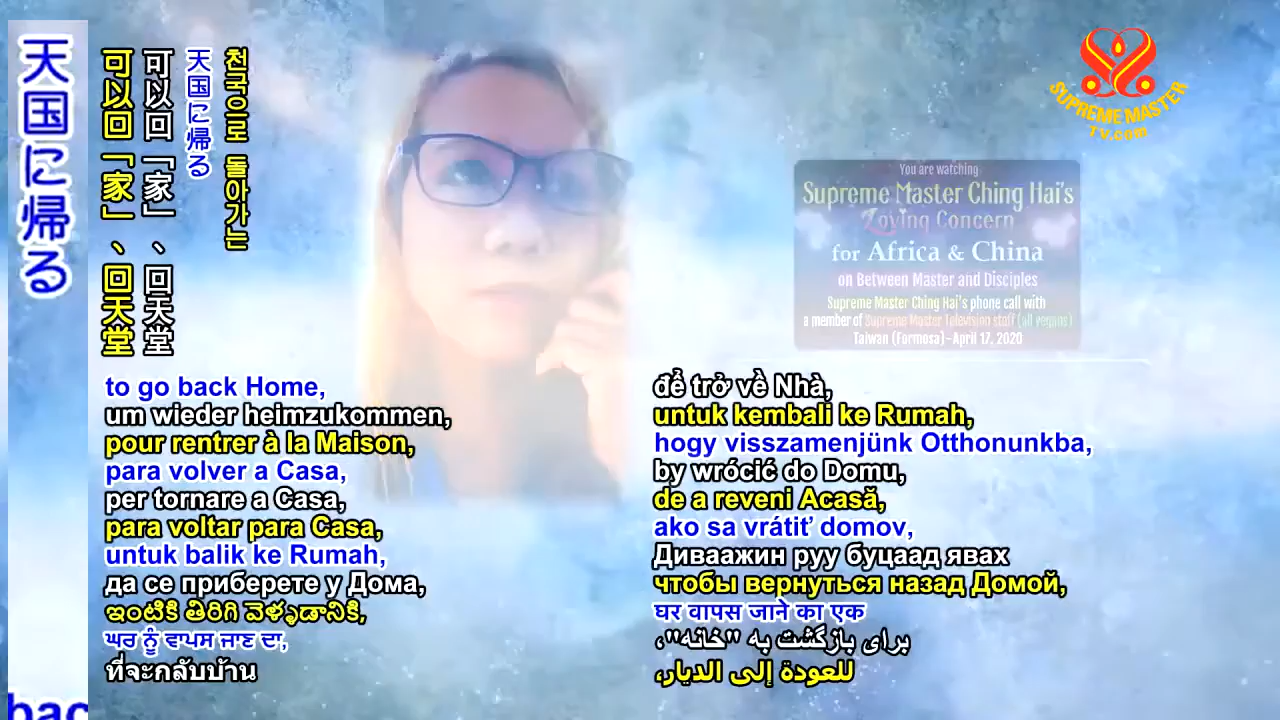 天国に帰る
可以回「家」、回天堂
可以回「家」、回天堂
天国に帰る
천국으로 돌아가는
SUPREME MASTER
TV.com
You are watching
Supreme Master Ching Hai's
Loving Concern
for Africa & China
on Between Master and Disciples
Supreme Master Ching Hai's phone call with
a member of Supreme Master Television staff (all vegans)
Taiwan (Formosa)–April 17, 2020
to go back Home,
um wieder heimzukommen,
pour rentrer à la Maison,
para volver a Casa,
per tornare a Casa,
para voltar para Casa,
untuk balik ke Rumah,
да се приберете у Дома,
ఇంటికి తిరిగి వెళ్ళడానికి,
ਘਰ ਨੂੰ ਵਾਪਸ ਜਾਣ ਦਾ,
ที่จะกลับบ้าน
để trở về Nhà,
untuk kembali ke Rumah,
hogy visszamenjünk Otthonunkba,
by wrócić do Domu,
de a reveni Acasă,
ako sa vrátiť domov,
Диваажин руу буцаад явах
чтобы вернуться назад Домой,
घर वापस जाने का एक
برای بازگشت به "خانه"،
للعودة إلى الديار،
bac